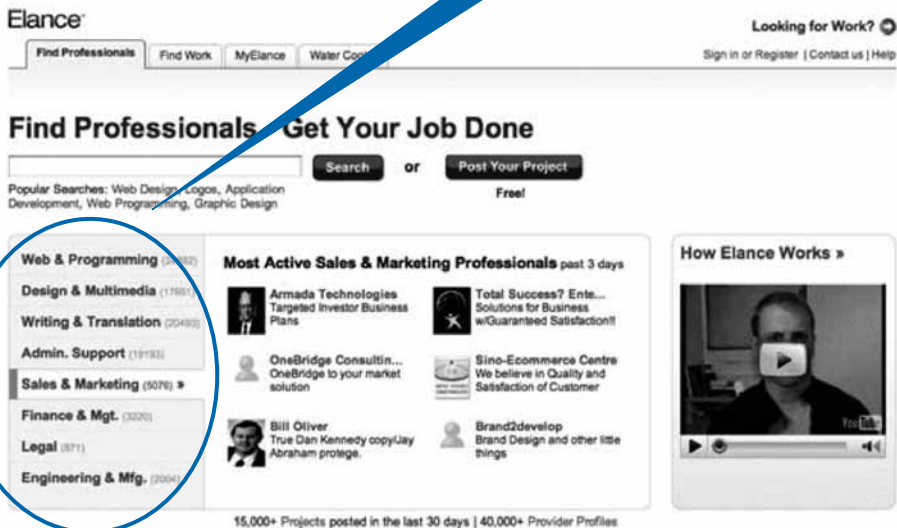 Elance
Looking for Work?
Find Professionals
Find Work
MyElance
Water
Sign in or Register | Contact us | Help
Find Professionals Get Your Job Done
Search
or
Post Your Project
Popular Searches: Web Design, Logos, Application
Development, Web Programming, Graphic Design
Free!
Web & Programming
Design & Multimedia
Writing & Translation
Admin. Support
Sales & Marketing (5076) »
Finance & Mgt. (3220)
Legal (871)
Engineering & Mfg.
Most Active Sales & Marketing Professionals past 3 days
Armada Technologies
Targeted Investor Business
Plans
Total Success? Ente...
Solutions for Business
w/Guaranteed Satisfaction!!
OneBridge Consultin...
OneBridge to your market
solution
Sino-Ecommerce Centre
We believe in Quality and
Satisfaction of Customer
Bill Oliver
True Dan Kennedy copy/Jay
Abraham protege.
Brand2develop
Brand Design and other little
things
How Elance Works »
YouTube
15,000+ Projects posted in the last 30 days | 40,000+ Provider Profiles